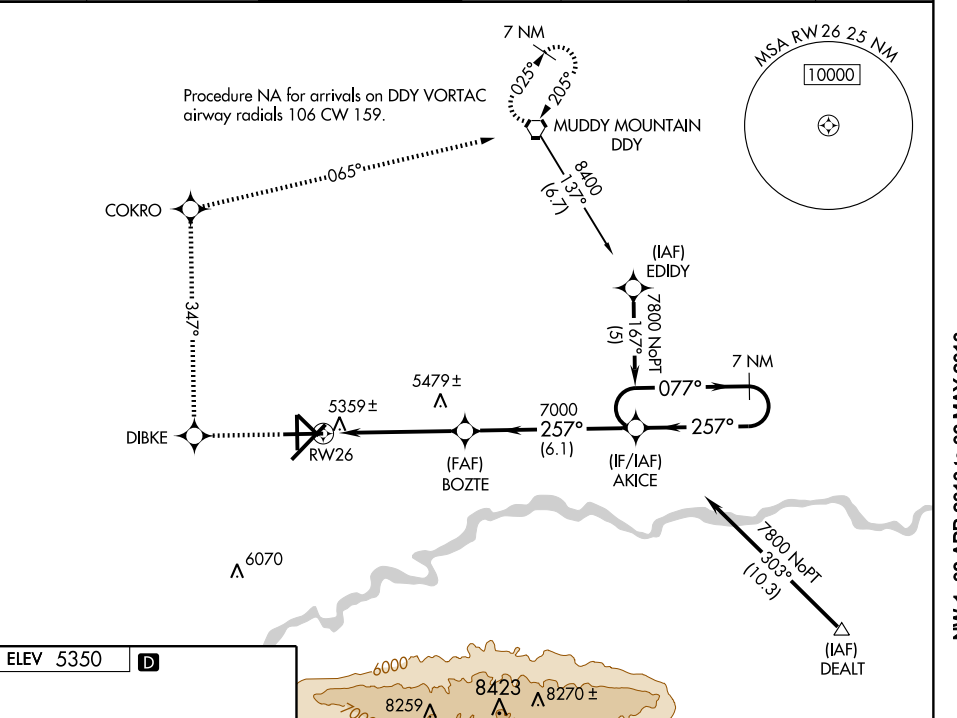 7 NM
025°
205°
Procedure NA for arrivals on DDY VORTAC
airway radials 106 CW 159.
MUDDY MOUNTAIN
DDY
MSA RW 26 25 NM
10000
8400
137°
(6.7)
065°
COKRO
(IAF)
EDIDY
7800 NoPT
167°
(5)
347°
7 NM
077°
257°
5479 ±
5359 ±
7000
257°
(6.1)
DIBKE
RW26
(FAF)
BOZTE
(IF/IAF)
AKICE
7800 NoPT
303°
(10.3)
6070
(IAF)
DEALT
ELEV 5350
D
6000
7000
8259
8423
8270 ±